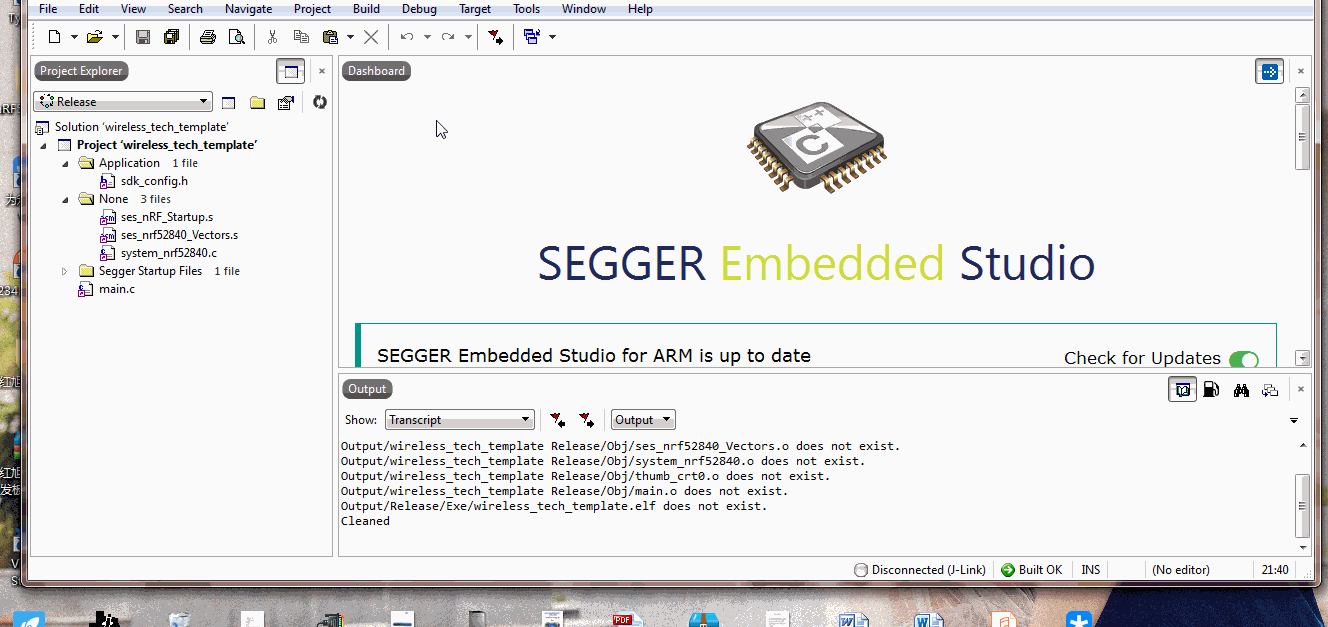 File Edit View Search Navigate Project Build Debug Target Tools Window Help
Project Explorer
Release
Solution 'wireless_tech_template'
Project 'wireless_tech_template'
Application 1 file
sdk_config.h
None 3 files
ses_nRF_Startup.s
ses_nrf52840_Vectors.s
system_nrf52840.c
Segger Startup Files 1 file
main.c
Dashboard
SEGGER Embedded Studio
SEGGER Embedded Studio for ARM is up to date
Check for Updates
Output
Show: Transcript Output
Output/wireless_tech_template Release/Obj/ses_nrf52840_Vectors.o does not exist.
Output/wireless_tech_template Release/Obj/system_nrf52840.o does not exist.
Output/wireless_tech_template Release/Obj/thumb_crt0.o does not exist.
Output/wireless_tech_template Release/Obj/main.o does not exist.
Output/Release/Exe/wireless_tech_template.elf does not exist.
Cleaned
Disconnected (J-Link) Built OK INS (No editor) 21:40
PDF